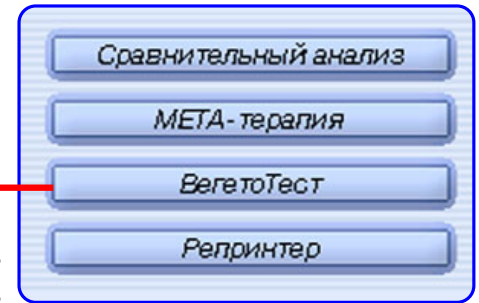 Сравнительный анализ
МЕТА-терапия
ВегетоТест
Репринтер